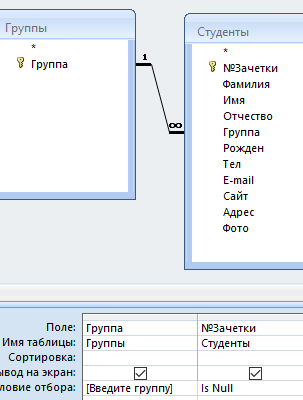 Группы
*
Группа
1
∞
Студенты
*
№Зачетки
Фамилия
Имя
Отчество
Группа
Рожден
Тел
E-mail
Сайт
Адрес
Фото
Поле: Группа №Зачетки
Имя таблицы: Группы Студенты
Сортировка:
вывод на экран:
ловие отбора: [Введите группу] Is Null